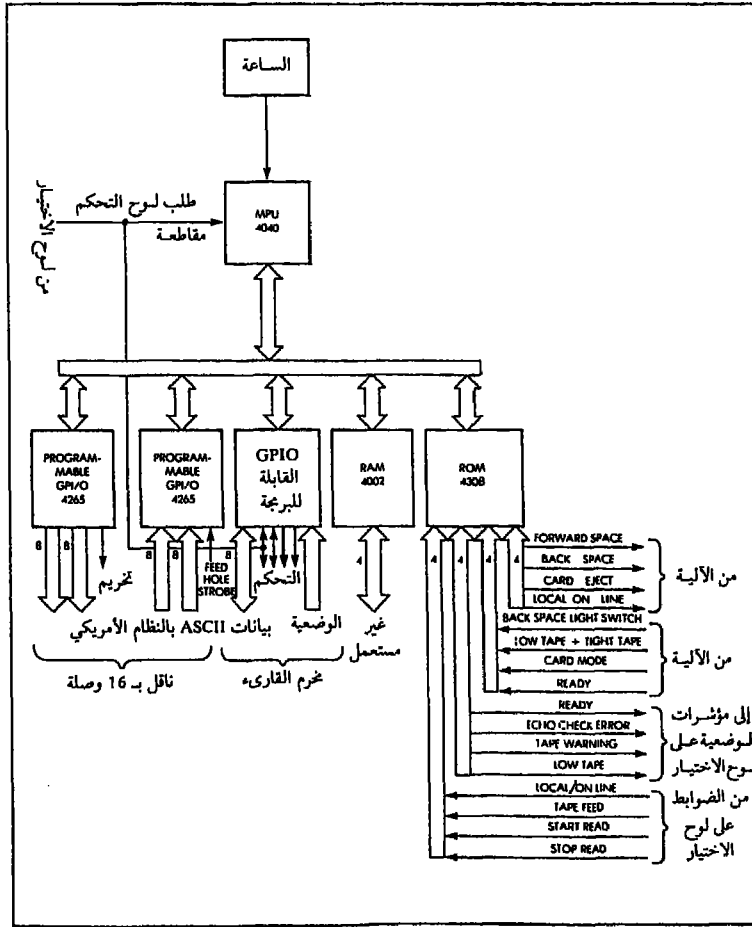 الساعة
MPU
4040
طلب لوح التحكم
مقاطعة
من لوح الاختيار
PROGRAM-
MABLE
GPI/O
4265
PROGRAM-
MABLE
GPI/O
4265
GPIO
القابلة
للبرمجة
RAM
4002
ROM
4308
8
8
تخريم
8
8
FEED
HOLE
STROBE
8
التحكم
الوضعية
4
غير
مستعمل
بيانات ASCII بالنظام الأمريكي
ناقل بـ 16 وصلة
مخرم القارىء
4
4
4
4
FORWARD SPACE
BACK SPACE
CARD EJECT
LOCAL ON LINE
من الآلية
BACK SPACE LIGHT SWITCH
LOW TAPE + TIGHT TAPE
CARD MODE
READY
من الآلية
READY
ECHO CHECK ERROR
TAPE WARNING
LOW TAPE
إلى مؤشرات
الوضعية على
لوح الاختيار
LOCAL/ON LINE
TAPE FEED
START READ
STOP READ
من الضوابط
على لوح
الاختيار